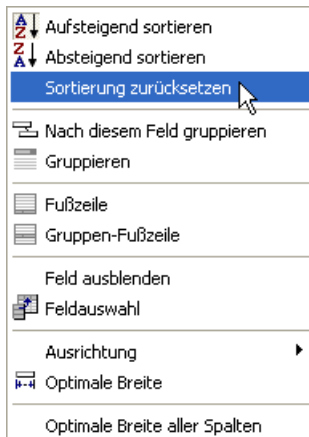 Aufsteigend sortieren
Absteigend sortieren
Sortierung zurücksetzen
Nach diesem Feld gruppieren
Gruppieren
Fußzeile
Gruppen-Fußzeile
Feld ausblenden
Feldauswahl
Ausrichtung
Optimale Breite
Optimale Breite aller Spalten